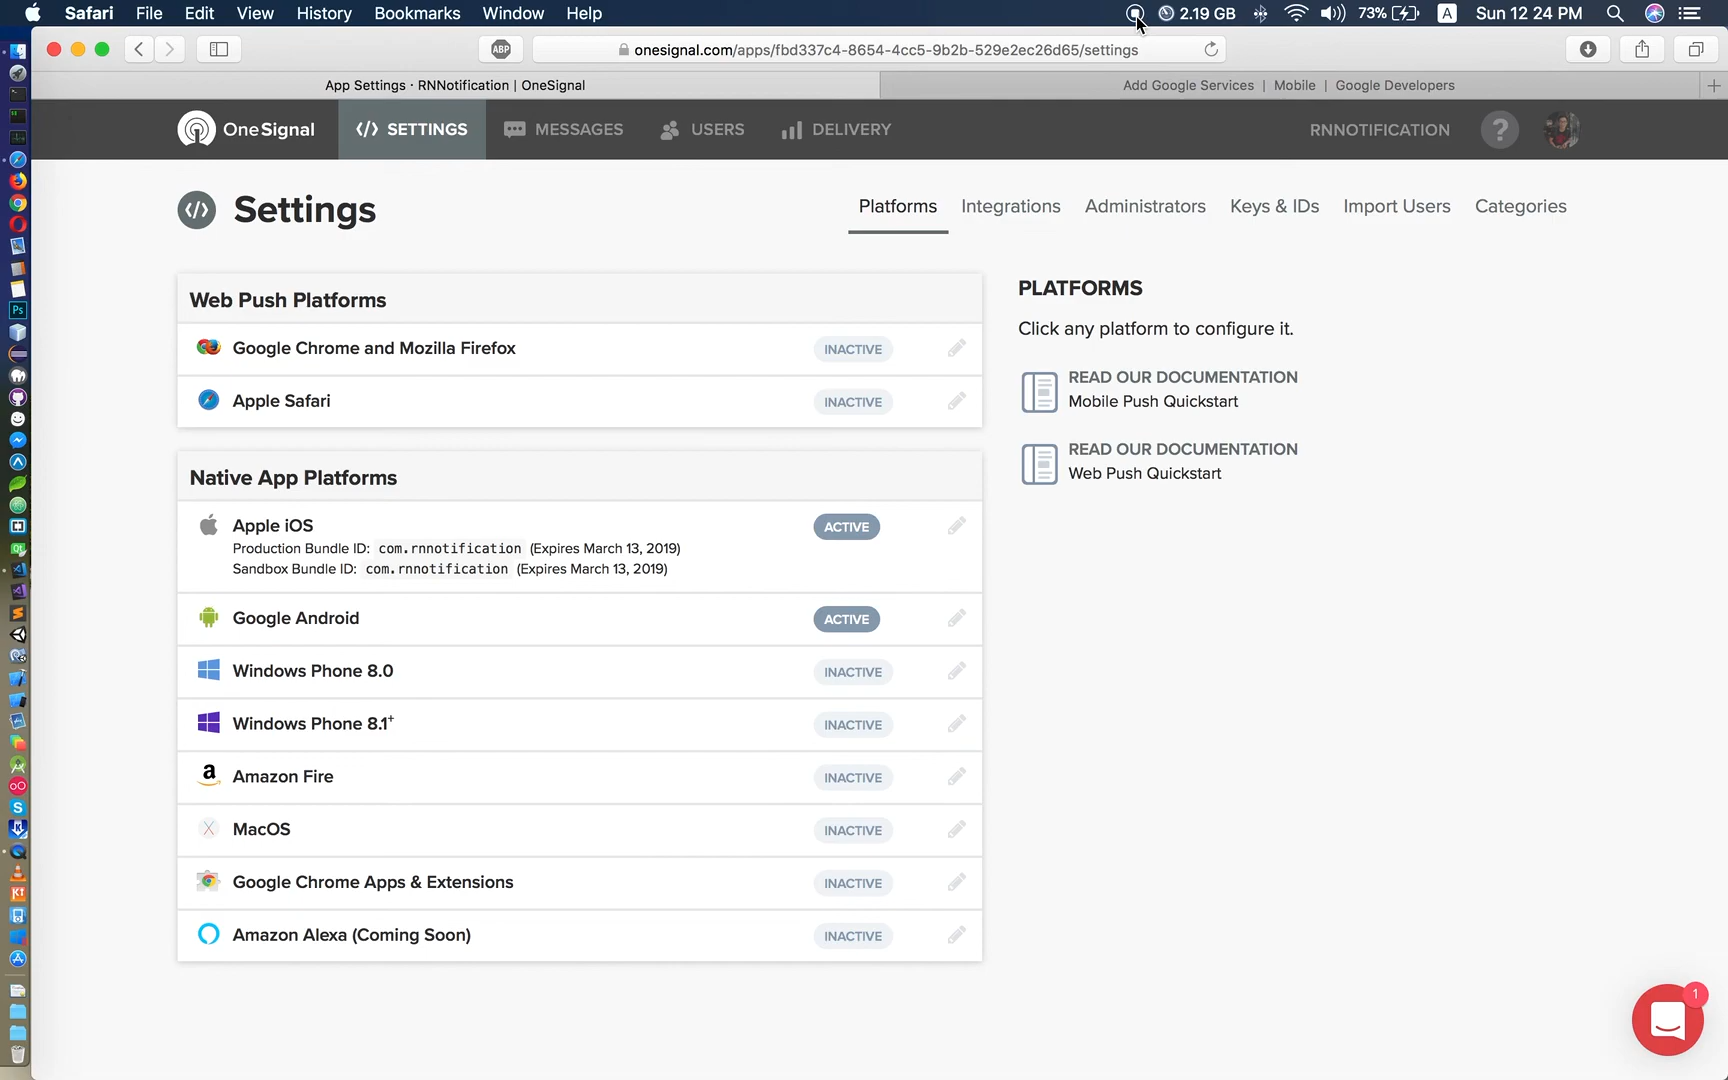 Safari File Edit View History Bookmarks Window Help 2.19 GB 73% A Sun 12 24 PM
ABP onesignal.com/apps/fbd337c4-8654-4cc5-9b2b-529e2ec26d65/settings
App Settings · RNNotification | OneSignal Add Google Services | Mobile | Google Developers
OneSignal </> SETTINGS MESSAGES USERS DELIVERY RNNOTIFICATION ?
</> Settings Platforms Integrations Administrators Keys & IDs Import Users Categories
Web Push Platforms
Google Chrome and Mozilla Firefox INACTIVE
Apple Safari INACTIVE
Native App Platforms
Apple iOS ACTIVE
Production Bundle ID: com.rnnotification (Expires March 13, 2019)
Sandbox Bundle ID: com.rnnotification (Expires March 13, 2019)
Google Android ACTIVE
Windows Phone 8.0 INACTIVE
Windows Phone 8.1+ INACTIVE
Amazon Fire INACTIVE
MacOS INACTIVE
Google Chrome Apps & Extensions INACTIVE
Amazon Alexa (Coming Soon) INACTIVE
PLATFORMS
Click any platform to configure it.
READ OUR DOCUMENTATION
Mobile Push Quickstart
READ OUR DOCUMENTATION
Web Push Quickstart
1
Ps